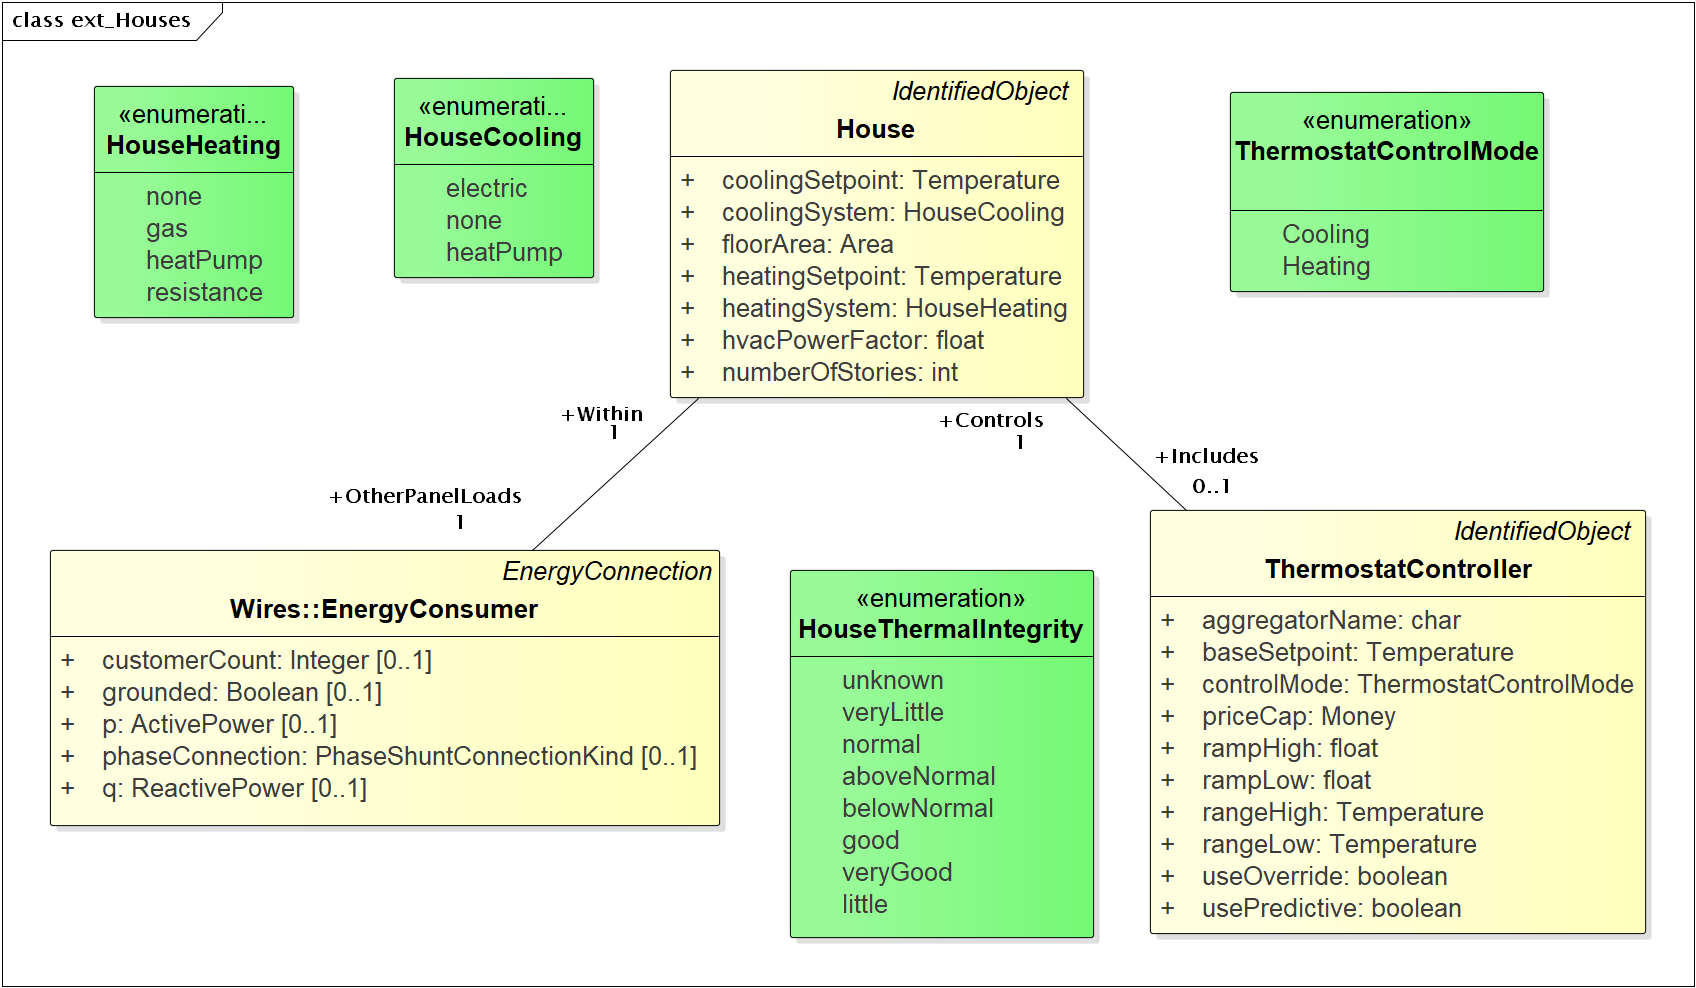 class ext_Houses
«enumerati...
HouseHeating
none
gas
heatPump
resistance
«enumerati...
HouseCooling
electric
none
heatPump
IdentifiedObject
House
+ coolingSetpoint: Temperature
+ coolingSystem: HouseCooling
+ floorArea: Area
+ heatingSetpoint: Temperature
+ heatingSystem: HouseHeating
+ hvacPowerFactor: float
+ numberOfStories: int
«enumeration»
ThermostatControlMode
Cooling
Heating
+Within
1
+OtherPanelLoads
1
+Controls
1
+Includes
0..1
EnergyConnection
Wires::EnergyConsumer
+ customerCount: Integer [0..1]
+ grounded: Boolean [0..1]
+ p: ActivePower [0..1]
+ phaseConnection: PhaseShuntConnectionKind [0..1]
+ q: ReactivePower [0..1]
«enumeration»
HouseThermalIntegrity
unknown
veryLittle
normal
aboveNormal
belowNormal
good
veryGood
little
IdentifiedObject
ThermostatController
+ aggregatorName: char
+ baseSetpoint: Temperature
+ controlMode: ThermostatControlMode
+ priceCap: Money
+ rampHigh: float
+ rampLow: float
+ rangeHigh: Temperature
+ rangeLow: Temperature
+ useOverride: boolean
+ usePredictive: boolean